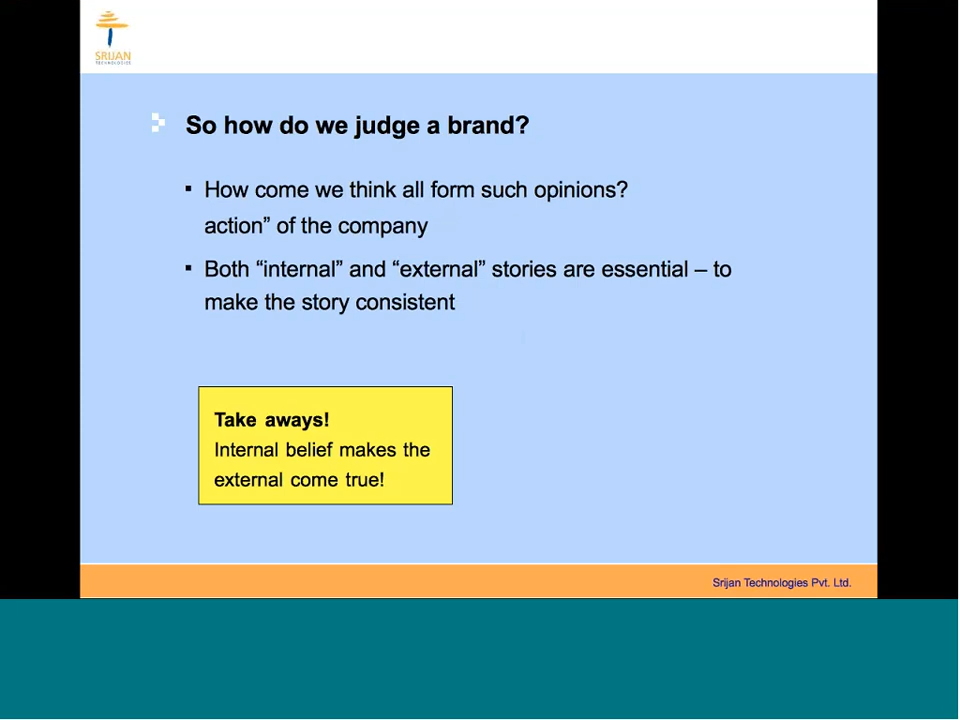 SRIJAN
TECHNOLOGIES
So how do we judge a brand?
▪ How come we think all form such opinions?
action” of the company
▪ Both “internal” and “external” stories are essential – to
make the story consistent
Take aways!
Internal belief makes the
external come true!
Srijan Technologies Pvt. Ltd.